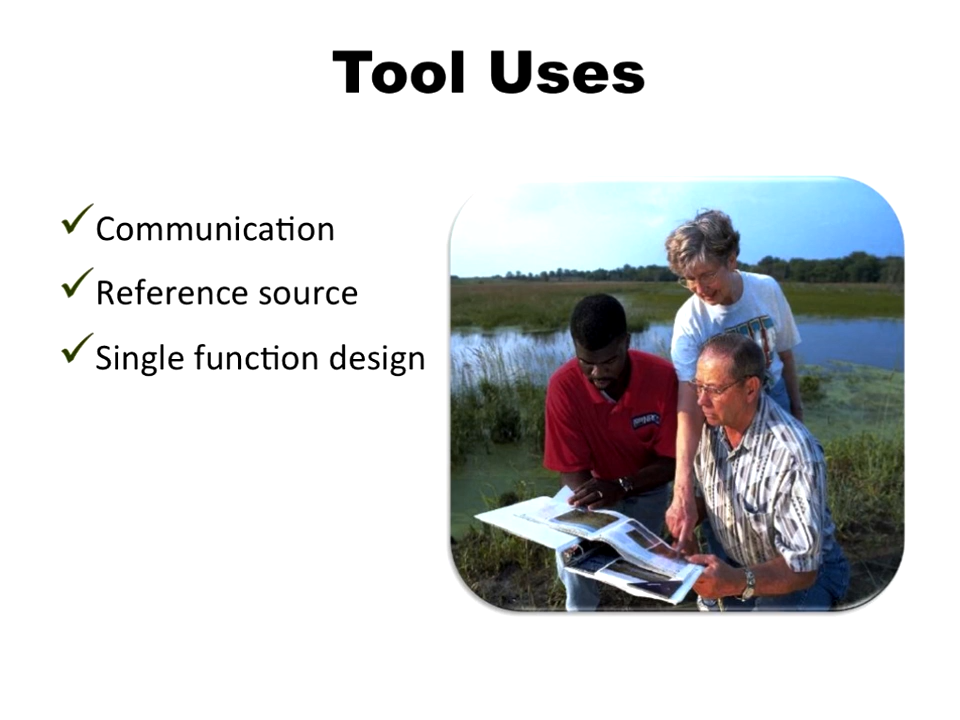 Tool Uses
Communication
Reference source
Single function design